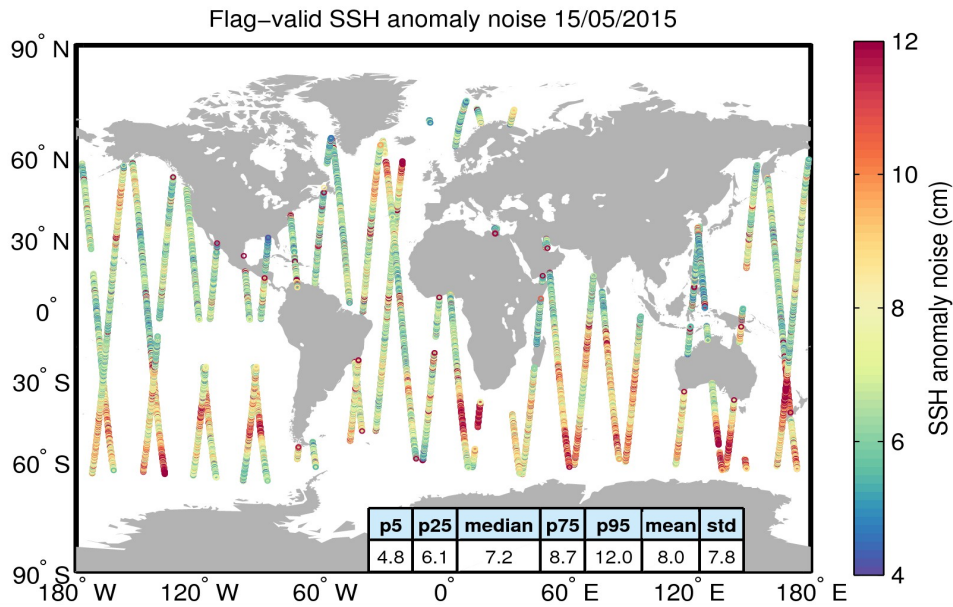 Flag−valid SSH anomaly noise 15/05/2015
90° N
60° N
30° N
0°
30° S
60° S
90° S
180° W
120° W
60° W
0°
60° E
120° E
180° E
p5 p25 median p75 p95 mean std
4.8 6.1 7.2 8.7 12.0 8.0 7.8
12
10
8
6
4
SSH anomaly noise (cm)